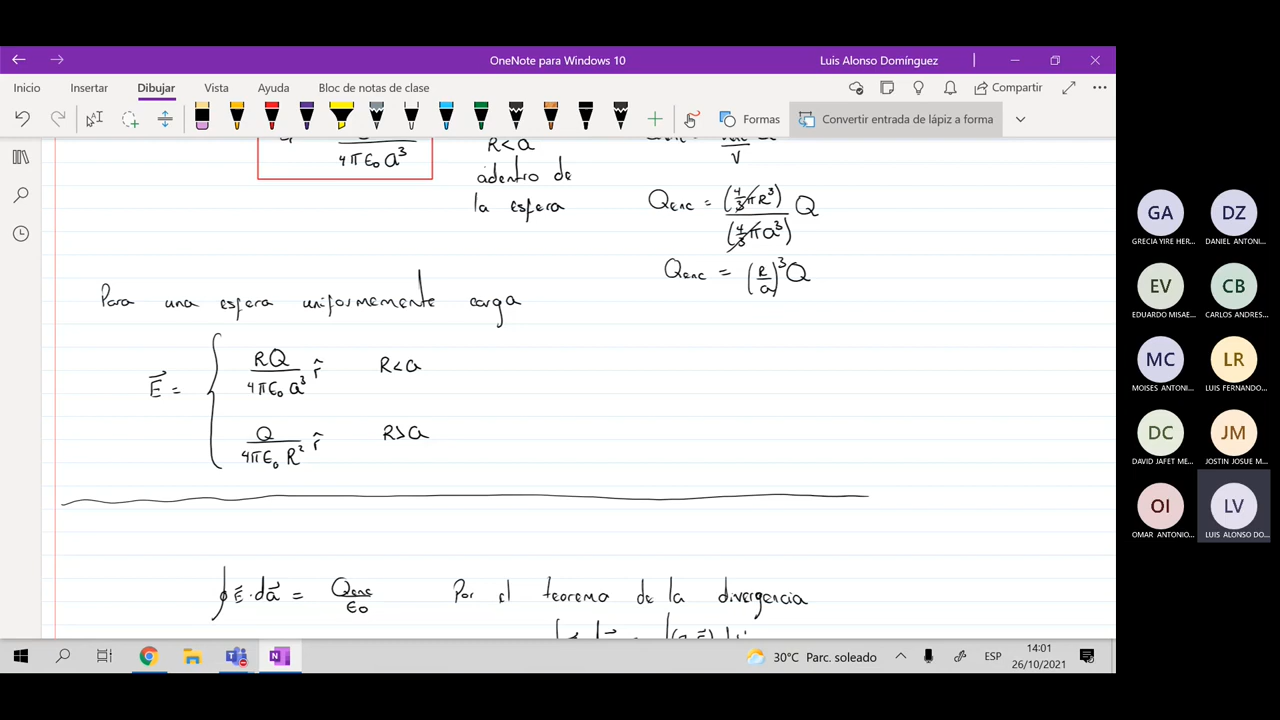 OneNote para Windows 10
Luis Alonso Domínguez
Inicio Insertar Dibujar Vista Ayuda Bloc de notas de clase
Compartir
Formas
Convertir entrada de lápiz a forma
4πε₀a³
R<a
adentro de
la esfera
V
Qenc = (4/3πR³)/(4/3πa³) Q
Qenc = (R/a)³Q
Para una esfera uniformemente carga
E⃗ = {
RQ/4πε₀a³ r̂ R<a
Q/4πε₀R² r̂ R>a
∮E⃗·da⃗ = Qenc/ε₀ Por el teorema de la divergencia
GA
GRECIA YIRE HER...
DZ
DANIEL ANTONI...
EV
EDUARDO MISAE...
CB
CARLOS ANDRES...
MC
MOISES ANTONI...
LR
LUIS FERNANDO...
DC
DAVID JAFET ME...
JM
JOSTIN JOSUE M...
OI
OMAR ANTONIO...
LV
LUIS ALONSO DO...
30°C Parc. soleado
ESP
14:01
26/10/2021